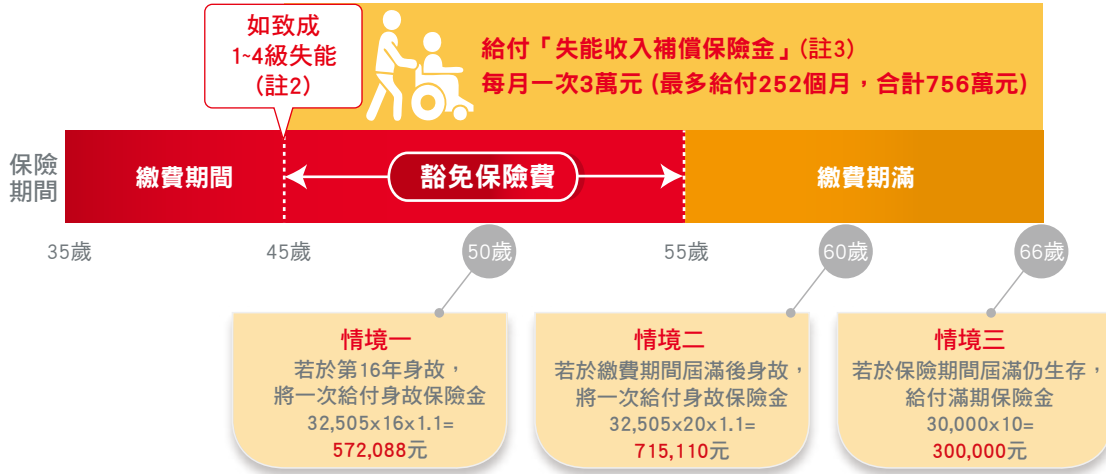 如致成
1~4級失能
(註2)
給付「失能收入補償保險金」(註3)
每月一次3萬元 (最多給付252個月，合計756萬元)
保險
期間
繳費期間
豁免保險費
繳費期滿
35歲
45歲
50歲
55歲
60歲
66歲
情境一
若於第16年身故，
將一次給付身故保險金
32,505x16x1.1=
572,088元
情境二
若於繳費期間屆滿後身故，
將一次給付身故保險金
32,505x20x1.1=
715,110元
情境三
若於保險期間屆滿仍生存，
給付滿期保險金
30,000x10=
300,000元